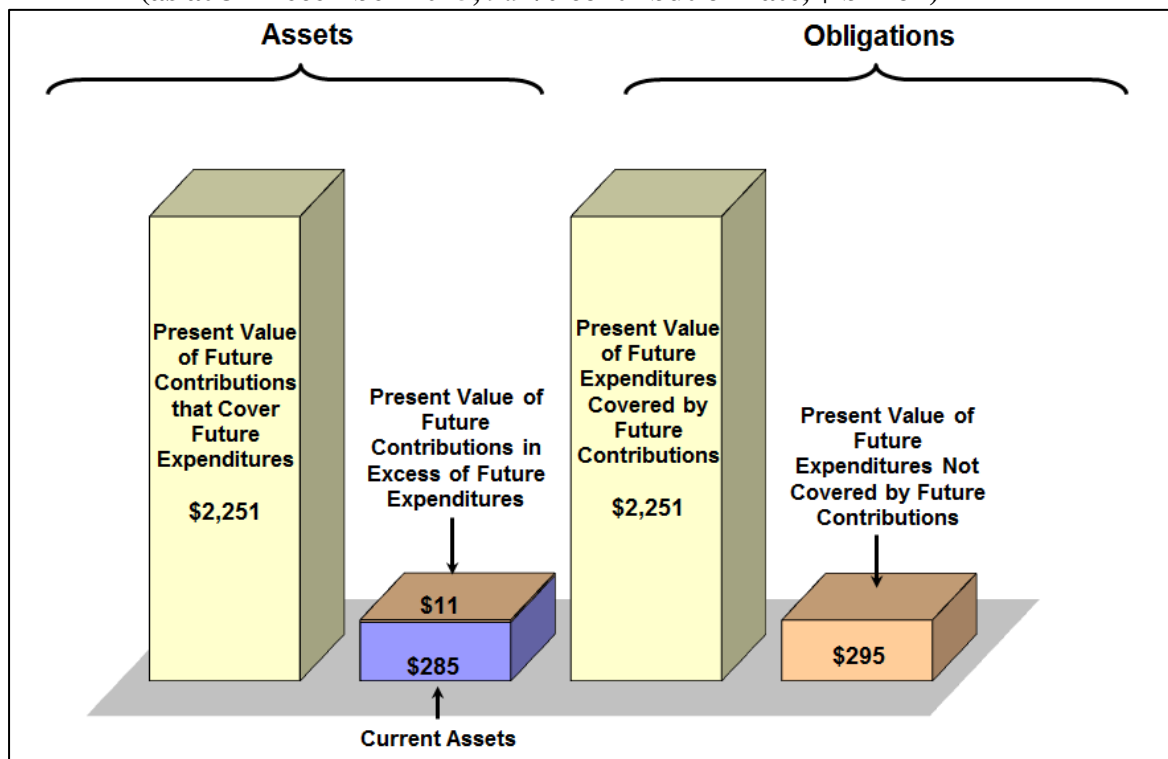 Assets
Obligations
Present Value
of Future
Contributions
that Cover
Future
Expenditures
$2,251
Present Value of
Future
Contributions in
Excess of Future
Expenditures
$11
$285
Current Assets
Present Value
of Future
Expenditures
Covered by
Future
Contributions
$2,251
Present Value of
Future
Expenditures Not
Covered by Future
Contributions
$295